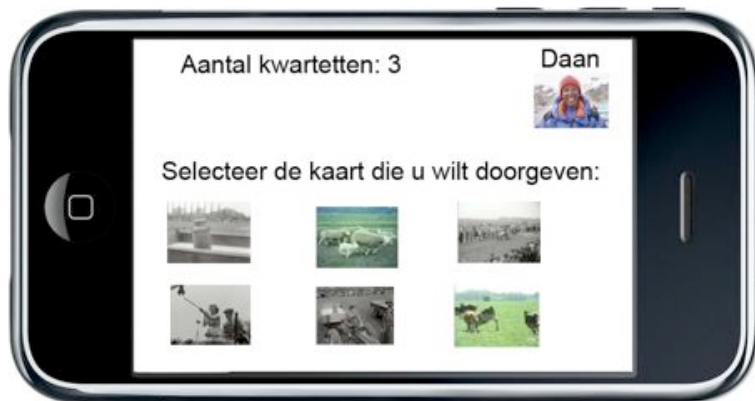 Aantal kwartetten: 3
Daan
Selecteer de kaart die u wilt doorgeven: